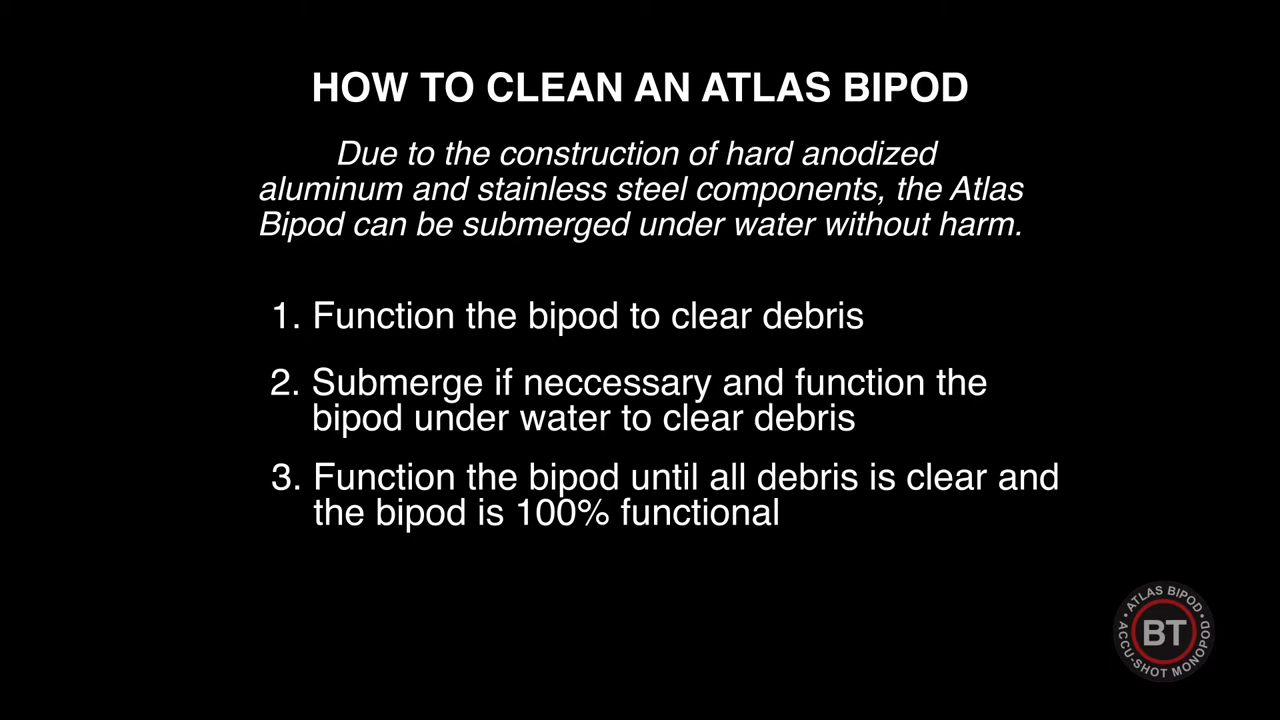 HOW TO CLEAN AN ATLAS BIPOD
Due to the construction of hard anodized
aluminum and stainless steel components, the Atlas
Bipod can be submerged under water without harm.
1. Function the bipod to clear debris
2. Submerge if neccessary and function the
bipod under water to clear debris
3. Function the bipod until all debris is clear and
the bipod is 100% functional
• ATLAS BIPOD •
BT
ACCU-SHOT MONOPOD